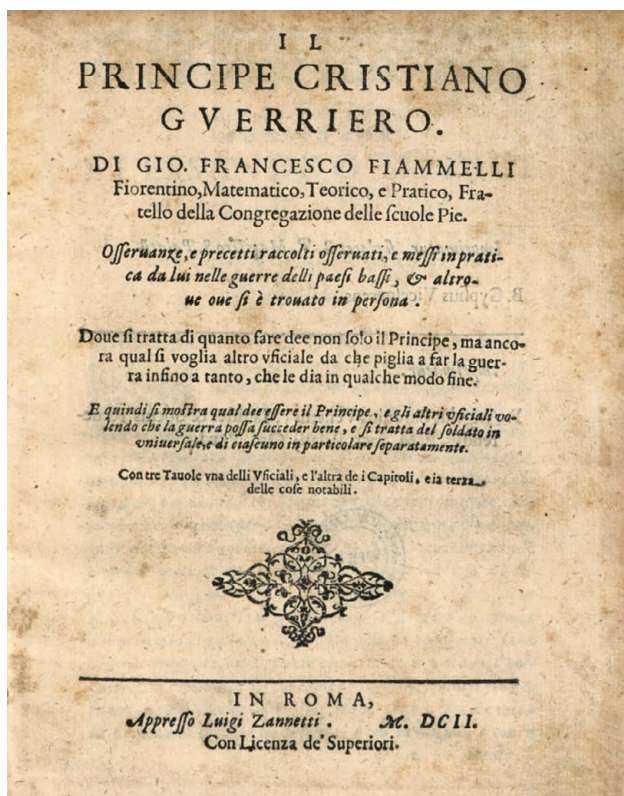 IL
PRINCIPE CRISTIANO
GVERRIERO.
DI GIO. FRANCESCO FIAMMELLI
Fiorentino, Matematico, Teorico, e Pratico, Fra-
tello della Congregazione delle ſcuole Pie.
Oſſeruanze, e precetti raccolti oſſeruati, e meſſi in prati-
ca da lui nelle guerre delli paeſi baſſi, & altro-
ue oue ſi è trouato in perſona.
B. Gypſius Vic
Doue ſi tratta di quanto fare dee non ſolo il Principe, ma anco-
ra qual ſi voglia altro vficiale da che piglia a far la guer-
ra infino a tanto, che le dia in qualche modo fine.
E quindi ſi moſtra qual dee eſſere il Principe, e gli altri vficiali vo-
lendo che la guerra poſſa ſucceder bene, e ſi tratta del ſoldato in
vniuerſale, e di ciaſcuno in particolare ſeparatamente.
Con tre Tauole vna delli Vficiali, e l'altra de i Capitoli, e la terza
delle coſe notabili.
IN ROMA,
Appreſſo Luigi Zannetti. M. DCII.
Con Licenza de' Superiori.